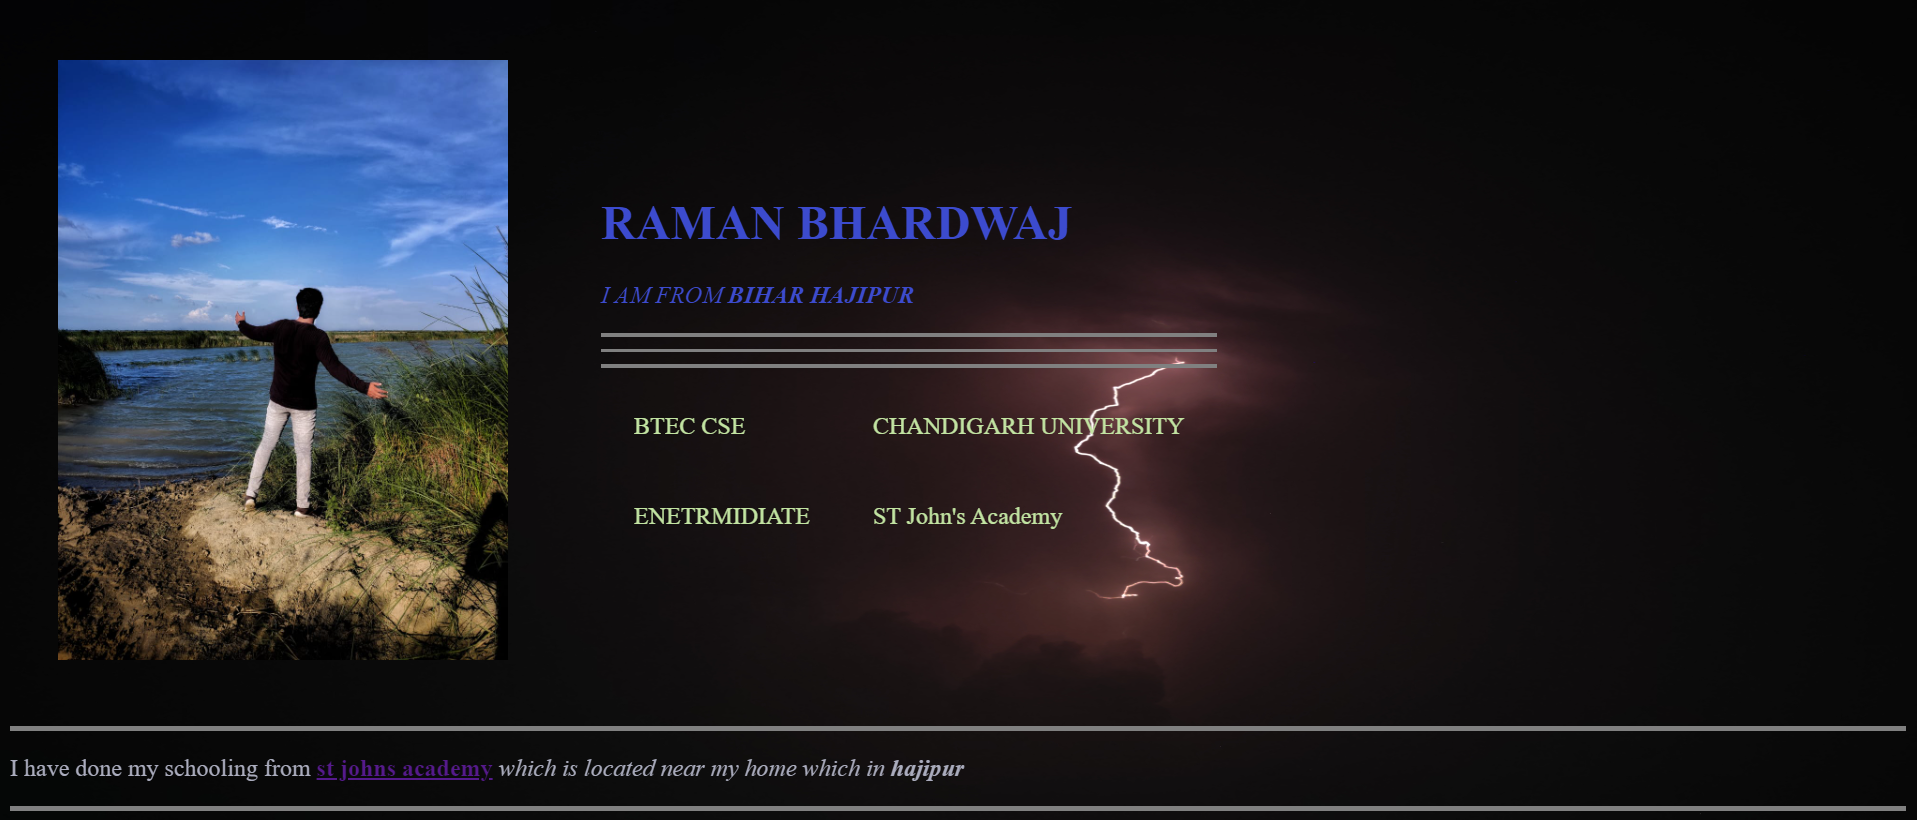 RAMAN BHARDWAJ
I AM FROM BIHAR HAJIPUR
BTEC CSE CHANDIGARH UNIVERSITY
ENETRMIDIATE ST John's Academy
I have done my schooling from st johns academy which is located near my home which in hajipur